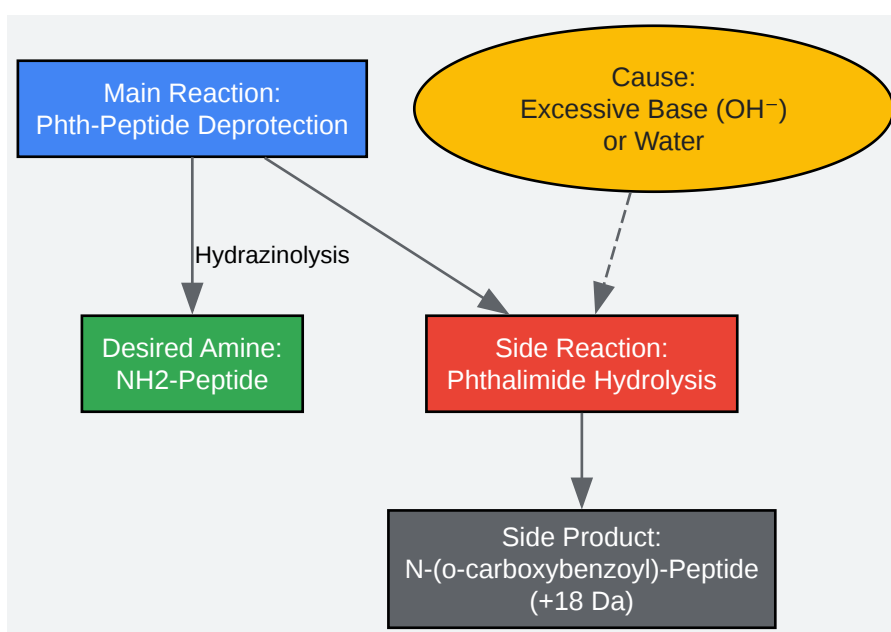 Main Reaction:
Phth-Peptide Deprotection
Cause:
Excessive Base (OH⁻)
or Water
Hydrazinolysis
Desired Amine:
NH2-Peptide
Side Reaction:
Phthalimide Hydrolysis
Side Product:
N-(o-carboxybenzoyl)-Peptide
(+18 Da)